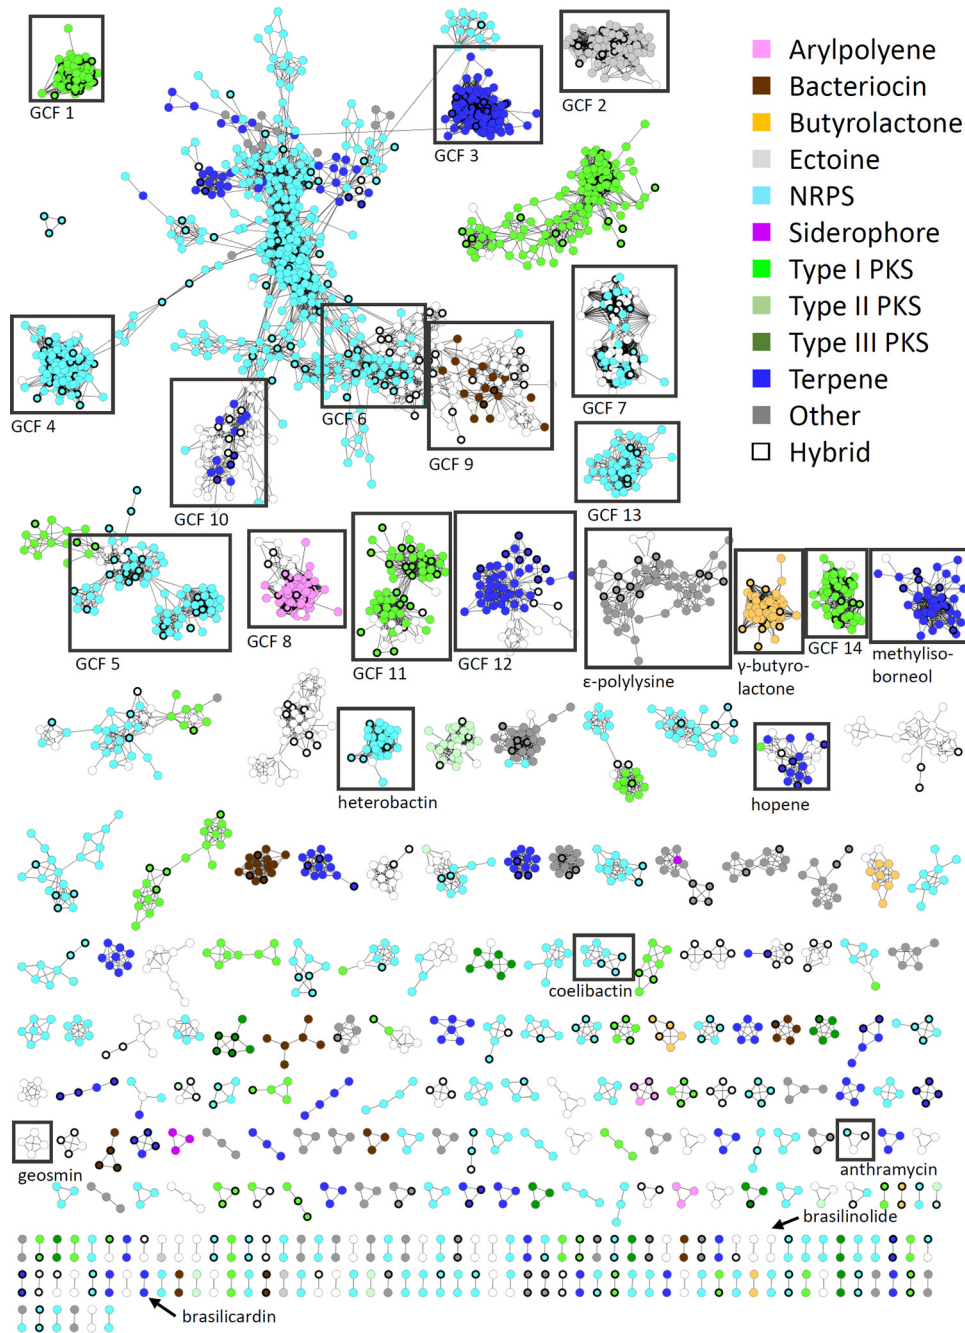 GCF 1
GCF 2
GCF 3
Arylpolyene
Bacteriocin
Butyrolactone
Ectoine
NRPS
Siderophore
Type I PKS
Type II PKS
Type III PKS
Terpene
Other
Hybrid
GCF 4
GCF 6
GCF 7
GCF 9
GCF 10
GCF 13
GCF 5
GCF 8
GCF 11
GCF 12
ε-polylysine
γ-butyro-
lactone
GCF 14
methyliso-
borneol
heterobactin
hopene
coelibactin
geosmin
anthramycin
brasilinolide
brasilicardin